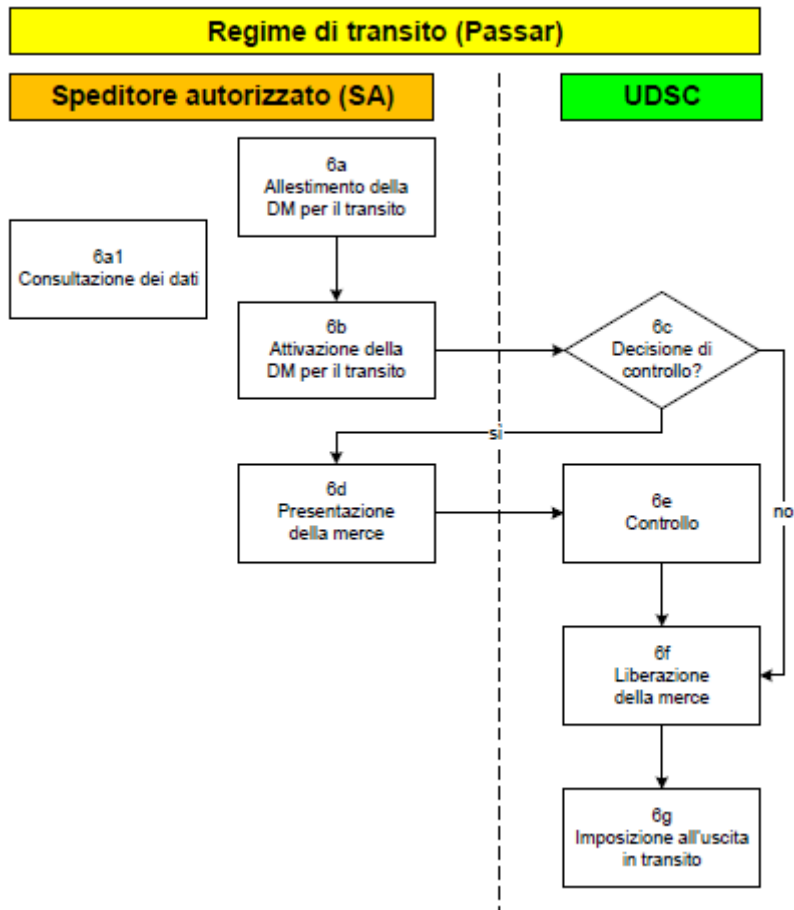 Regime di transito (Passar)
Speditore autorizzato (SA)
UDSC
6a
Allestimento della
DM per il transito
6a1
Consultazione dei dati
6b
Attivazione della
DM per il transito
6c
Decisione di
controllo?
sì
6d
Presentazione
della merce
6e
Controllo
no
6f
Liberazione
della merce
6g
Imposizione all'uscita
in transito